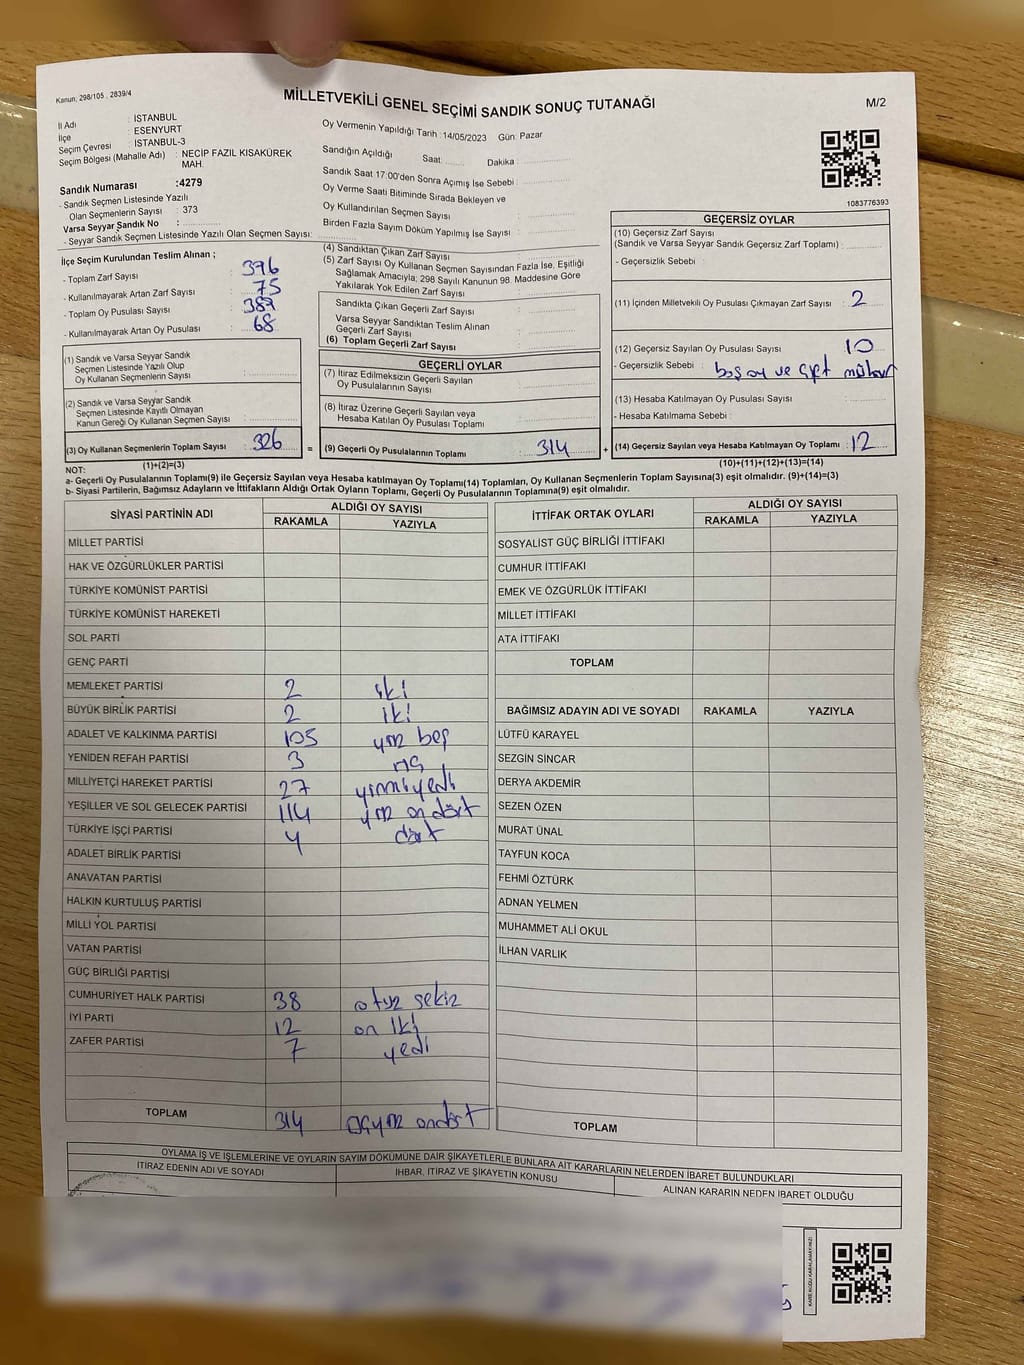 Kanun; 298/105 , 2839/4
MİLLETVEKİLİ GENEL SEÇİMİ SANDIK SONUÇ TUTANAĞI
M/2
İl Adı : İSTANBUL
İlçe : ESENYURT
Seçim Çevresi : İSTANBUL-3
Seçim Bölgesi (Mahalle Adı) : NECİP FAZIL KISAKÜREK MAH.
Sandık Numarası :4279
- Sandık Seçmen Listesinde Yazılı
Olan Seçmenlerin Sayısı : 373
Varsa Seyyar Sandık No :
- Seyyar Sandık Seçmen Listesinde Yazılı Olan Seçmen Sayısı:
Oy Vermenin Yapıldığı Tarih :14/05/2023 Gün: Pazar
Sandığın Açıldığı Saat: Dakika :
Sandık Saat 17:00'den Sonra Açımış İse Sebebi :
Oy Verme Saati Bitiminde Sırada Bekleyen ve
Oy Kullandırılan Seçmen Sayısı :
Birden Fazla Sayım Döküm Yapılmış İse Sayısı :
1083776393
İlçe Seçim Kurulundan Teslim Alınan ;
- Toplam Zarf Sayısı :
- Kullanılmayarak Artan Zarf Sayısı : 75
- Toplam Oy Pusulası Sayısı :
- Kullanılmayarak Artan Oy Pusulası : 68
(4) Sandıktan Çıkan Zarf Sayısı :
(5) Zarf Sayısı Oy Kullanan Seçmen Sayısından Fazla İse, Eşitliği
Sağlamak Amacıyla; 298 Sayılı Kanunun 98. Maddesine Göre
Yakılarak Yok Edilen Zarf Sayısı :
Sandıkta Çıkan Geçerli Zarf Sayısı :
Varsa Seyyar Sandıktan Teslim Alınan
Geçerli Zarf Sayısı :
(6) Toplam Geçerli Zarf Sayısı :
GEÇERSİZ OYLAR
(10) Geçersiz Zarf Sayısı
(Sandık ve Varsa Seyyar Sandık Geçersiz Zarf Toplamı) :
- Geçersizlik Sebebi :
(11) İçinden Milletvekili Oy Pusulası Çıkmayan Zarf Sayısı : 2
(12) Geçersiz Sayılan Oy Pusulası Sayısı : 10
- Geçersizlik Sebebi : boş oy ve çift mühür
(13) Hesaba Katılmayan Oy Pusulası Sayısı :
- Hesaba Katılmama Sebebi :
(14) Geçersiz Sayılan veya Hesaba Katılmayan Oy Toplamı : 12
(10)+(11)+(12)+(13)=(14)
(1) Sandık ve Varsa Seyyar Sandık
Seçmen Listesinde Yazılı Olup
Oy Kullanan Seçmenlerin Sayısı :
(2) Sandık ve Varsa Seyyar Sandık
Seçmen Listesinde Kayıtlı Olmayan
Kanun Gereği Oy Kullanan Seçmen Sayısı :
(3) Oy Kullanan Seçmenlerin Toplam Sayısı : 326 =
(1)+(2)=(3)
GEÇERLİ OYLAR
(7) İtiraz Edilmeksizin Geçerli Sayılan
Oy Pusulalarının Sayısı :
(8) İtiraz Üzerine Geçerli Sayılan veya
Hesaba Katılan Oy Pusulası Toplamı :
(9) Geçerli Oy Pusulalarının Toplamı : 314 +
NOT:
a- Geçerli Oy Pusulalarının Toplamı(9) ile Geçersiz Sayılan veya Hesaba katılmayan Oy Toplamı(14) Toplamları, Oy Kullanan Seçmenlerin Toplam Sayısına(3) eşit olmalıdır. (9)+(14)=(3)
b- Siyasi Partilerin, Bağımsız Adayların ve İttifakların Aldığı Ortak Oyların Toplamı, Geçerli Oy Pusulalarının Toplamına(9) eşit olmalıdır.
SİYASİ PARTİNİN ADI ALDIĞI OY SAYISI
RAKAMLA YAZIYLA
MİLLET PARTİSİ
HAK VE ÖZGÜRLÜKLER PARTİSİ
TÜRKİYE KOMÜNİST PARTİSİ
TÜRKİYE KOMÜNİST HAREKETİ
SOL PARTİ
GENÇ PARTİ
MEMLEKET PARTİSİ 2 iki
BÜYÜK BİRLİK PARTİSİ 2 iki
ADALET VE KALKINMA PARTİSİ 105 yüz beş
YENİDEN REFAH PARTİSİ 3 üç
MİLLİYETÇİ HAREKET PARTİSİ 27 yirmi yedi
YEŞİLLER VE SOL GELECEK PARTİSİ 114 yüz on dört
TÜRKİYE İŞÇİ PARTİSİ 4 dört
ADALET BİRLİK PARTİSİ
ANAVATAN PARTİSİ
HALKIN KURTULUŞ PARTİSİ
MİLLİ YOL PARTİSİ
VATAN PARTİSİ
GÜÇ BİRLİĞİ PARTİSİ
CUMHURİYET HALK PARTİSİ 38 otuz sekiz
İYİ PARTİ 12 on iki
ZAFER PARTİSİ 7 yedi
TOPLAM 314 üçyüz ondört
İTTİFAK ORTAK OYLARI ALDIĞI OY SAYISI
RAKAMLA YAZIYLA
SOSYALİST GÜÇ BİRLİĞİ İTTİFAKI
CUMHUR İTTİFAKI
EMEK VE ÖZGÜRLÜK İTTİFAKI
MİLLET İTTİFAKI
ATA İTTİFAKI
TOPLAM
BAĞIMSIZ ADAYIN ADI VE SOYADI RAKAMLA YAZIYLA
LÜTFÜ KARAYEL
SEZGİN SİNCAR
DERYA AKDEMİR
SEZEN ÖZEN
MURAT ÜNAL
TAYFUN KOCA
FEHMİ ÖZTÜRK
ADNAN YELMEN
MUHAMMET ALİ OKUL
İLHAN VARLIK
TOPLAM
OYLAMA İŞ VE İŞLEMLERİNE VE OYLARIN SAYIM DÖKÜMÜNE DAİR ŞİKAYETLERLE BUNLARA AİT KARARLARIN NELERDEN İBARET BULUNDUKLARI
İTİRAZ EDENİN ADI VE SOYADI
İHBAR, İTİRAZ VE ŞİKAYETİN KONUSU
ALINAN KARARIN NEDEN İBARET OLDUĞU
KARE KODU KARALAMAYINIZ!